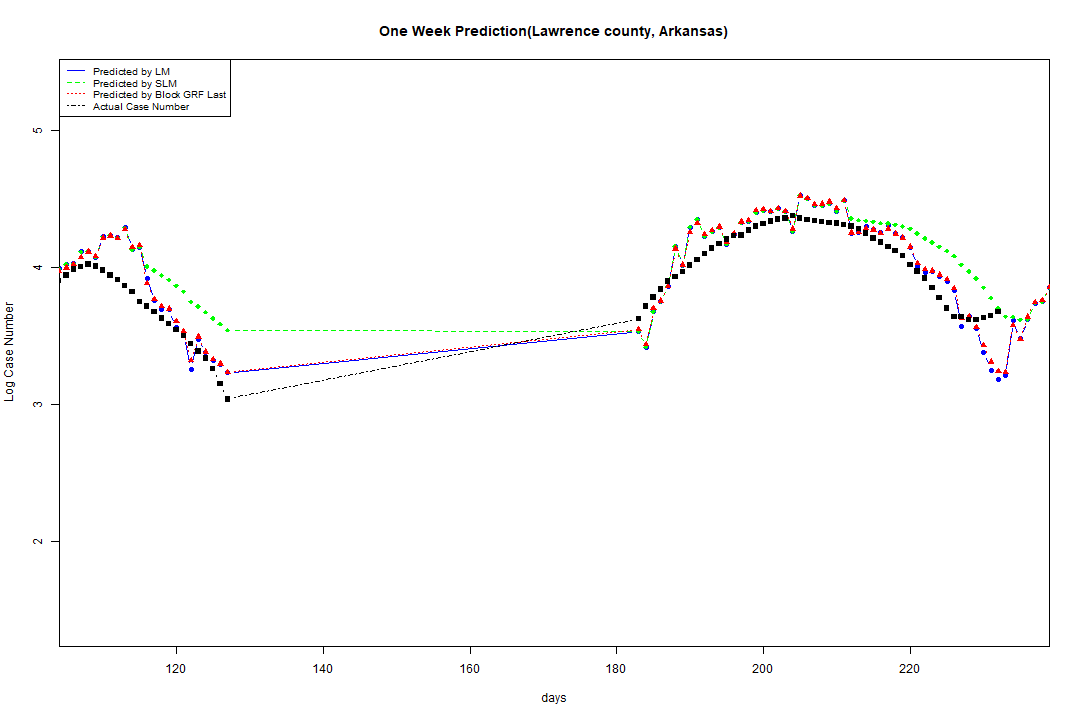 One Week Prediction(Lawrence county, Arkansas)
Predicted by LM
Predicted by SLM
Predicted by Block GRF Last
Actual Case Number
5
4
3
2
Log Case Number
120 140 160 180 200 220
days